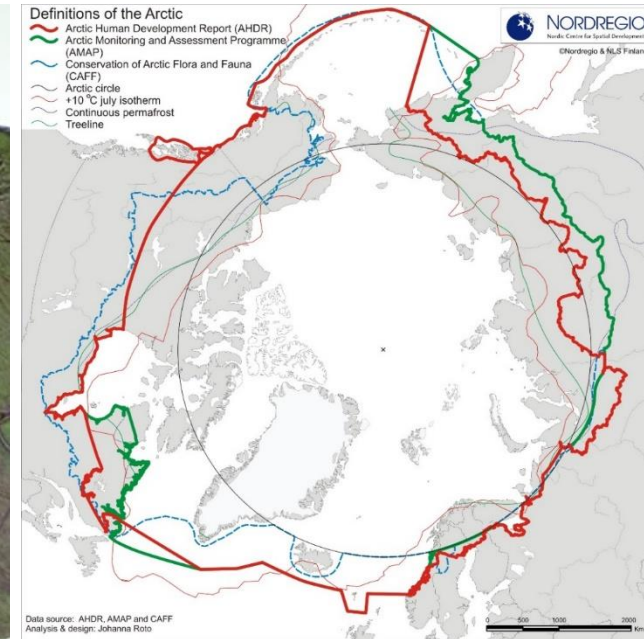 Definitions of the Arctic
Arctic Human Development Report (AHDR)
Arctic Monitoring and Assessment Programme
(AMAP)
Conservation of Arctic Flora and Fauna
(CAFF)
Arctic circle
+10 °C july isotherm
Continuous permafrost
Treeline
NORDREGIO
Nordic Centre for Spatial Development
©Nordregio & NLS Finlan
Data source: AHDR, AMAP and CAFF
Analysis & design: Johanna Roto
0 500 1000 2000
Km